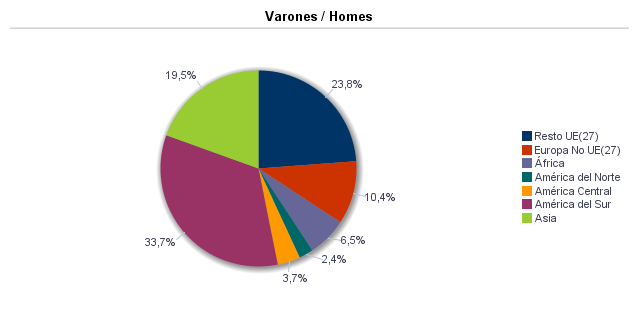 Varones / Homes
19,5%
23,8%
10,4%
6,5%
2,4%
3,7%
33,7%
Resto UE(27)
Europa No UE(27)
África
América del Norte
América Central
América del Sur
Asia